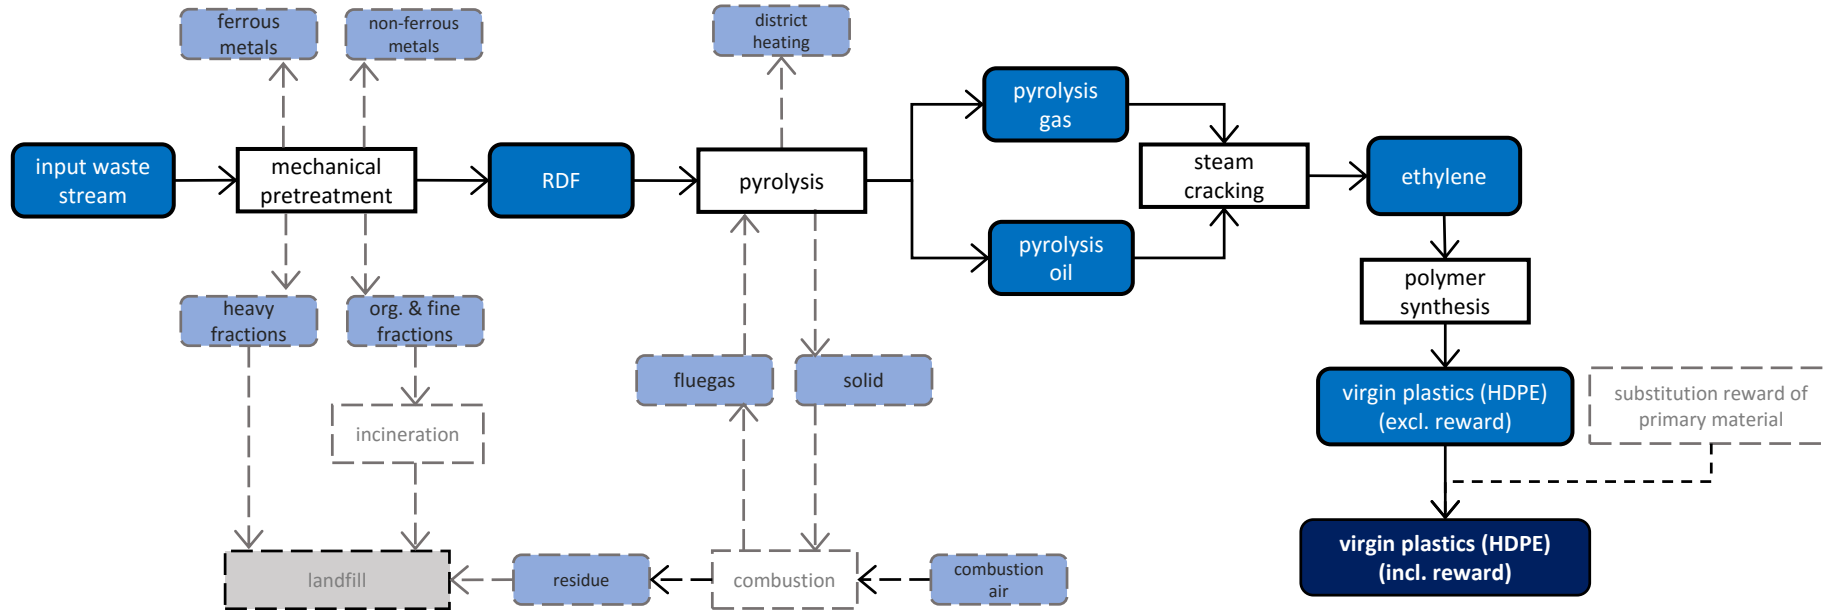 ferrous
metals
non-ferrous
metals
district
heating
pyrolysis
gas
input waste
stream
mechanical
pretreatment
RDF
pyrolysis
steam
cracking
ethylene
pyrolysis
oil
polymer
synthesis
heavy
fractions
org. & fine
fractions
fluegas
solid
virgin plastics (HDPE)
(excl. reward)
substitution reward of
primary material
incineration
landfill
residue
combustion
combustion
air
virgin plastics (HDPE)
(incl. reward)